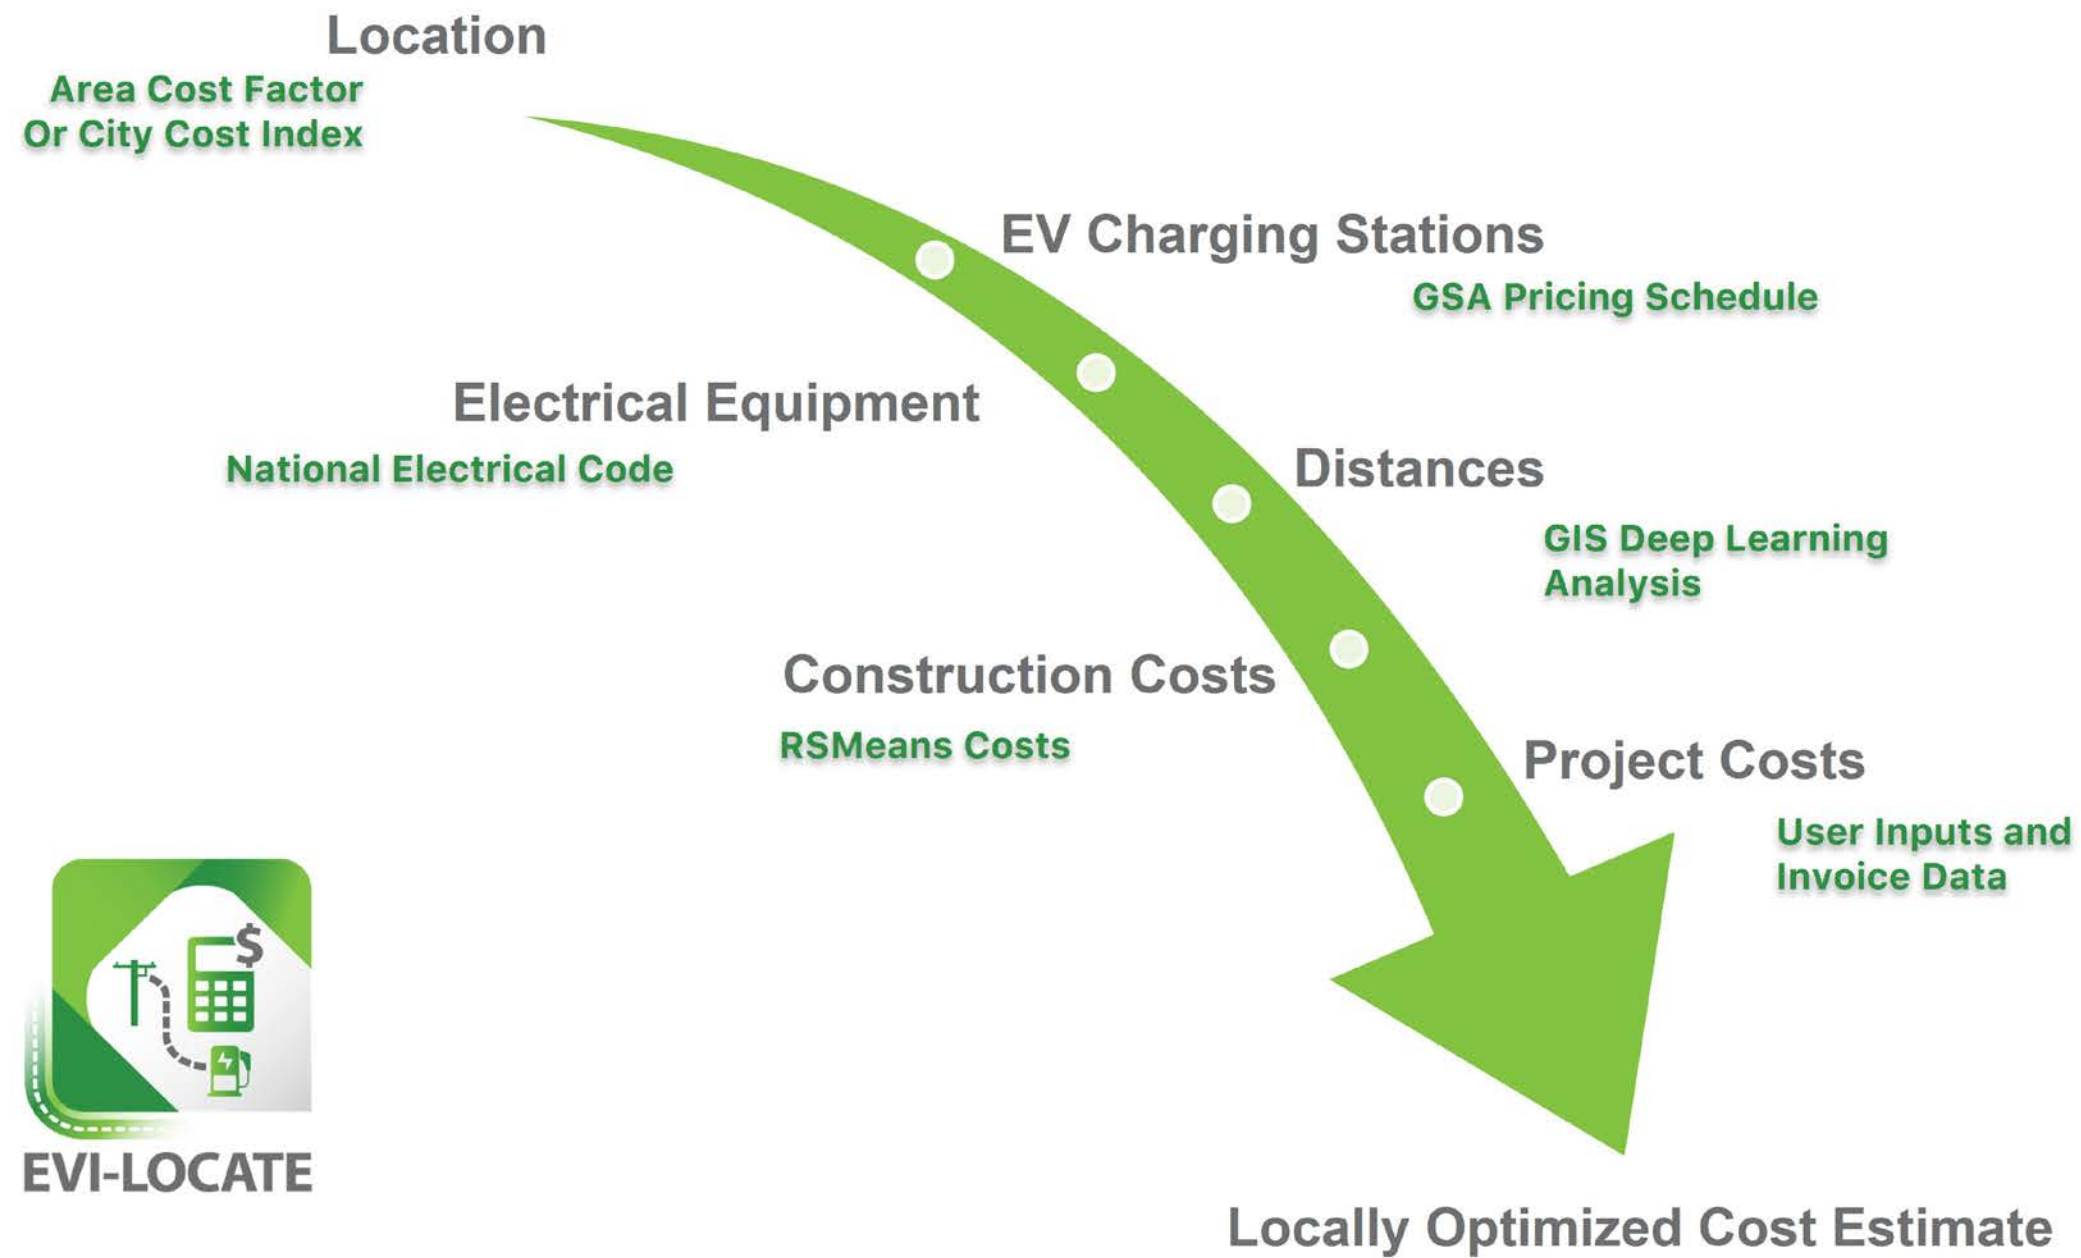 Location
Area Cost Factor
Or City Cost Index
EV Charging Stations
GSA Pricing Schedule
Electrical Equipment
National Electrical Code
Distances
GIS Deep Learning
Analysis
Construction Costs
RSMeans Costs
Project Costs
User Inputs and
Invoice Data
$
EVI-LOCATE
Locally Optimized Cost Estimate